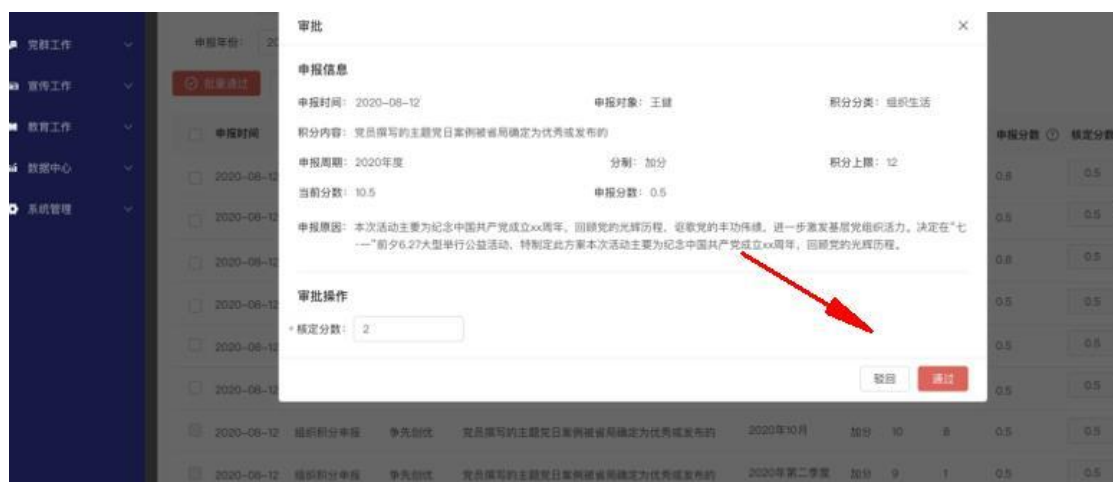 党群工作
宣传工作
教育工作
数据中心
系统管理
申报年份： 20
批量通过
申报时间
审批
×
申报信息
申报时间： 2020-08-12 申报对象： 王健 积分分类： 组织生活
积分内容： 党员撰写的主题党日案例被省局确定为优秀或发布的
申报周期： 2020年度 分制： 加分 积分上限： 12
当前分数： 10.5 申报分数： 0.5
申报原因： 本次活动主要为纪念中国共产党成立xx周年，回顾党的光辉历程，讴歌党的丰功伟绩，进一步激发基层党组织活力。决定在“七
·一”前夕6.27大型举行公益活动、特制定此方案本次活动主要为纪念中国共产党成立xx周年，回顾党的光辉历程。
审批操作
* 核定分数： 2
驳回 通过
申报分数 核定分数
2020-08-12 0.8 0.5
2020-08-12 0.5 0.5
2020-08-12 0.8 0.5
2020-08-12 0.5 0.5
2020-08-12 0.5 0.5
2020-08-12 0.5 0.5
2020-08-12 组织积分申报 争先创优 党员撰写的主题党日案例被省局确定为优秀或发布的 2020年10月 加分 10 8 0.5 0.5
2020-08-12 组织积分申报 争先创优 党员撰写的主题党日案例被省局确定为优秀或发布的 2020年第二季度 加分 9 1 0.5 0.5